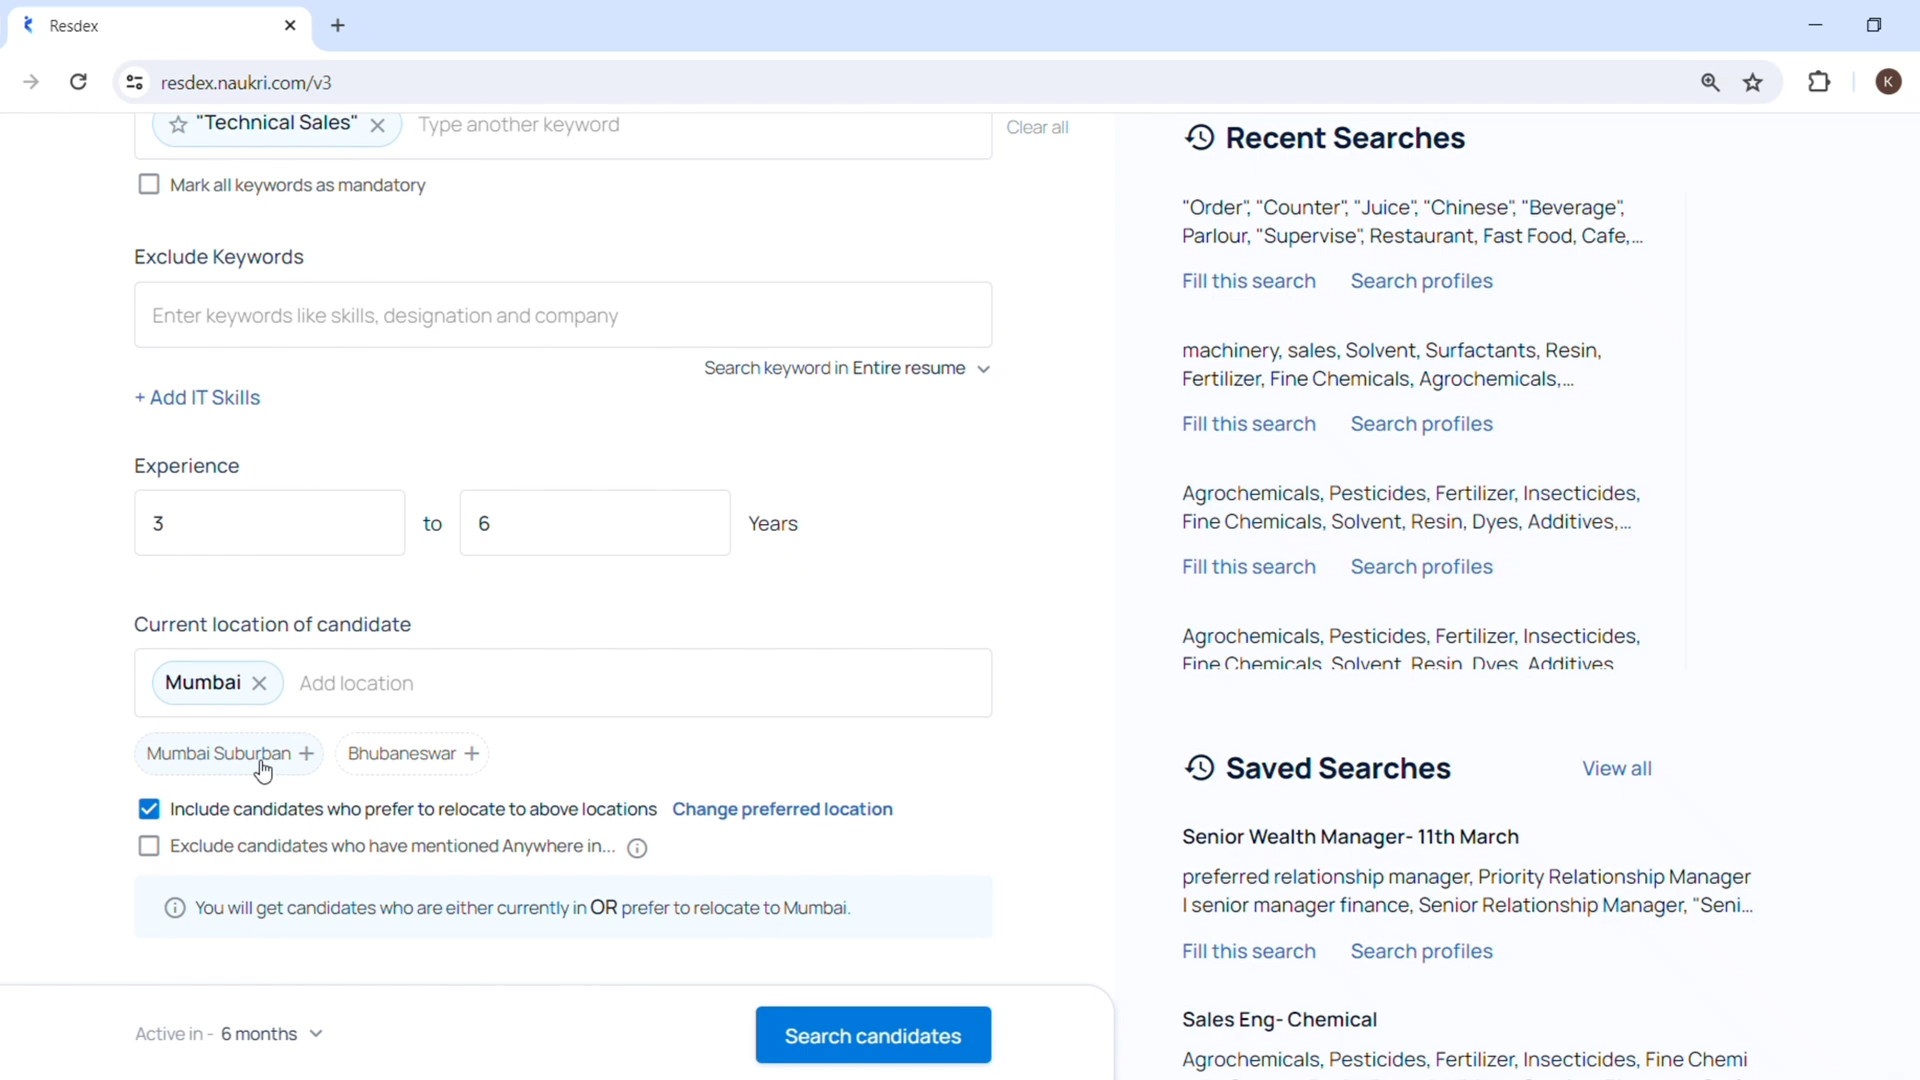 Resdex
resdex.naukri.com/v3
K
"Technical Sales" Type another keyword
Clear all
Mark all keywords as mandatory
Exclude Keywords
Enter keywords like skills, designation and company
Search keyword in Entire resume
+ Add IT Skills
Experience
3 to 6 Years
Current location of candidate
Mumbai Add location
Mumbai Suburban + Bhubaneswar +
Include candidates who prefer to relocate to above locations Change preferred location
Exclude candidates who have mentioned Anywhere in...
You will get candidates who are either currently in OR prefer to relocate to Mumbai.
Active in - 6 months
Search candidates
Recent Searches
"Order", "Counter", "Juice", "Chinese", "Beverage",
Parlour, "Supervise", Restaurant, Fast Food, Cafe,...
Fill this search Search profiles
machinery, sales, Solvent, Surfactants, Resin,
Fertilizer, Fine Chemicals, Agrochemicals,...
Fill this search Search profiles
Agrochemicals, Pesticides, Fertilizer, Insecticides,
Fine Chemicals, Solvent, Resin, Dyes, Additives,...
Fill this search Search profiles
Agrochemicals, Pesticides, Fertilizer, Insecticides,
Fine Chemicals, Solvent, Resin, Dyes, Additives
Saved Searches View all
Senior Wealth Manager- 11th March
preferred relationship manager, Priority Relationship Manager
I senior manager finance, Senior Relationship Manager, "Seni...
Fill this search Search profiles
Sales Eng- Chemical
Agrochemicals, Pesticides, Fertilizer, Insecticides, Fine Chemi